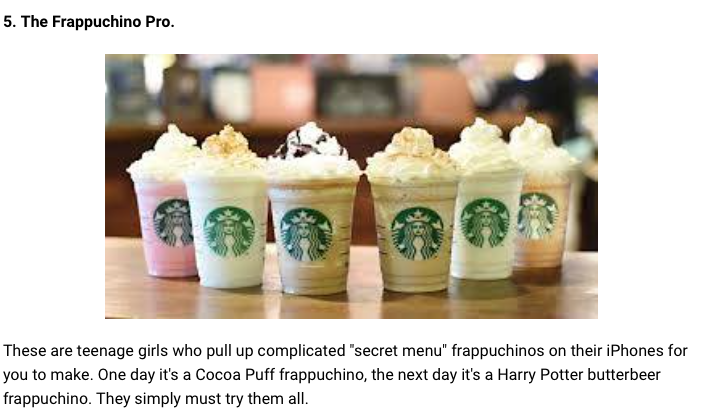 5. The Frappuchino Pro.
These are teenage girls who pull up complicated "secret menu" frappuchinos on their iPhones for
you to make. One day it's a Cocoa Puff frappuchino, the next day it's a Harry Potter butterbeer
frappuchino. They simply must try them all.